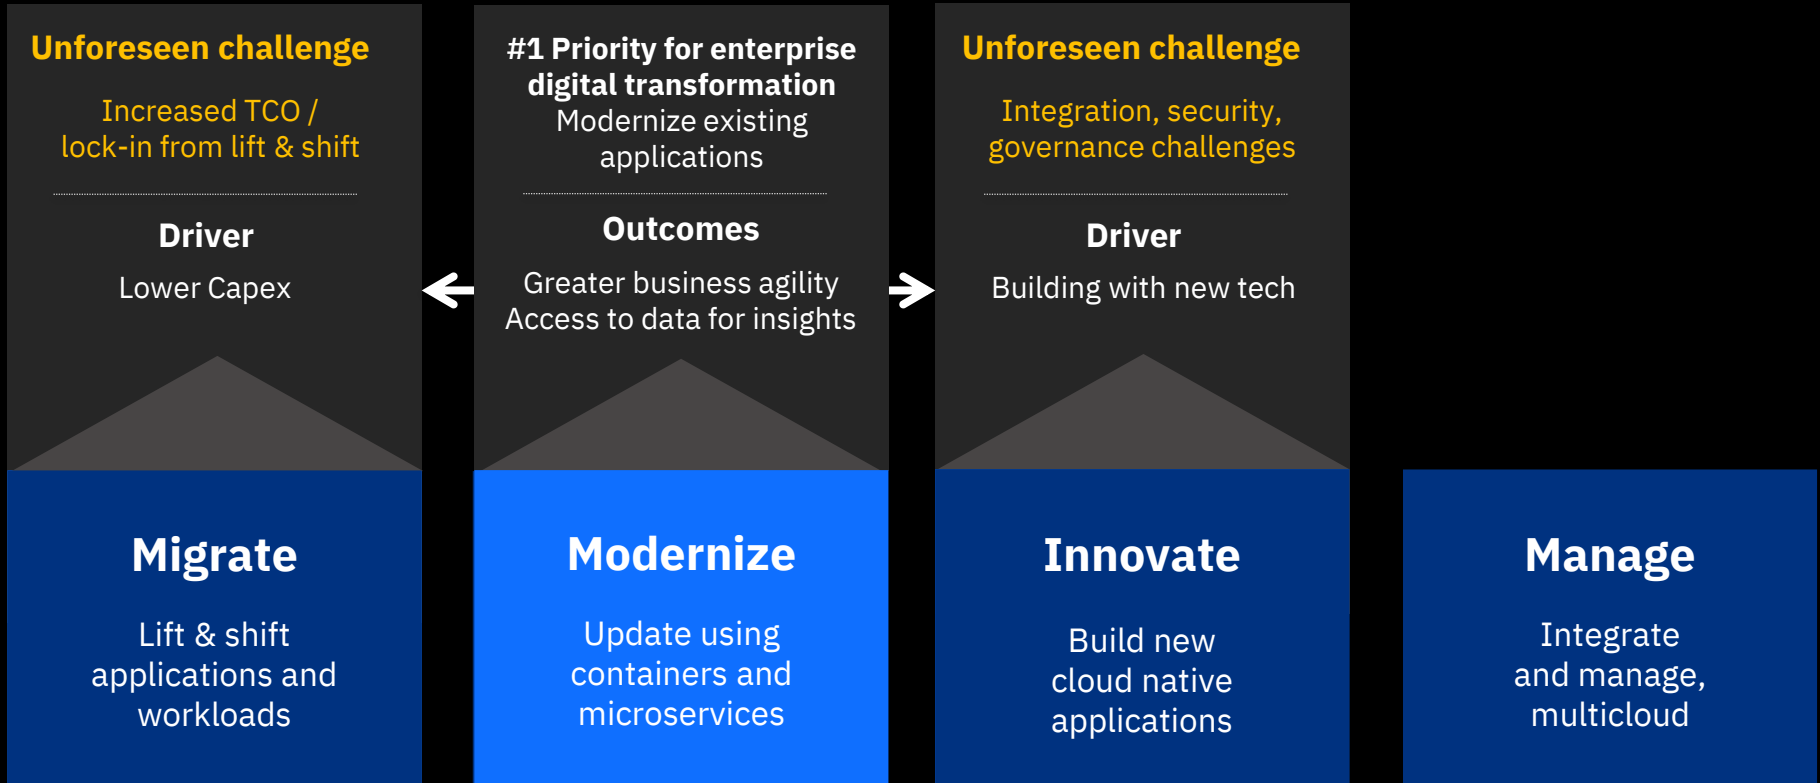 Unforeseen challenge
Increased TCO /
lock-in from lift & shift
Driver
Lower Capex
Migrate
Lift & shift
applications and
workloads
#1 Priority for enterprise
digital transformation
Modernize existing
applications
Outcomes
Greater business agility
Access to data for insights
Modernize
Update using
containers and
microservices
Unforeseen challenge
Integration, security,
governance challenges
Driver
Building with new tech
Innovate
Build new
cloud native
applications
Manage
Integrate
and manage,
multicloud